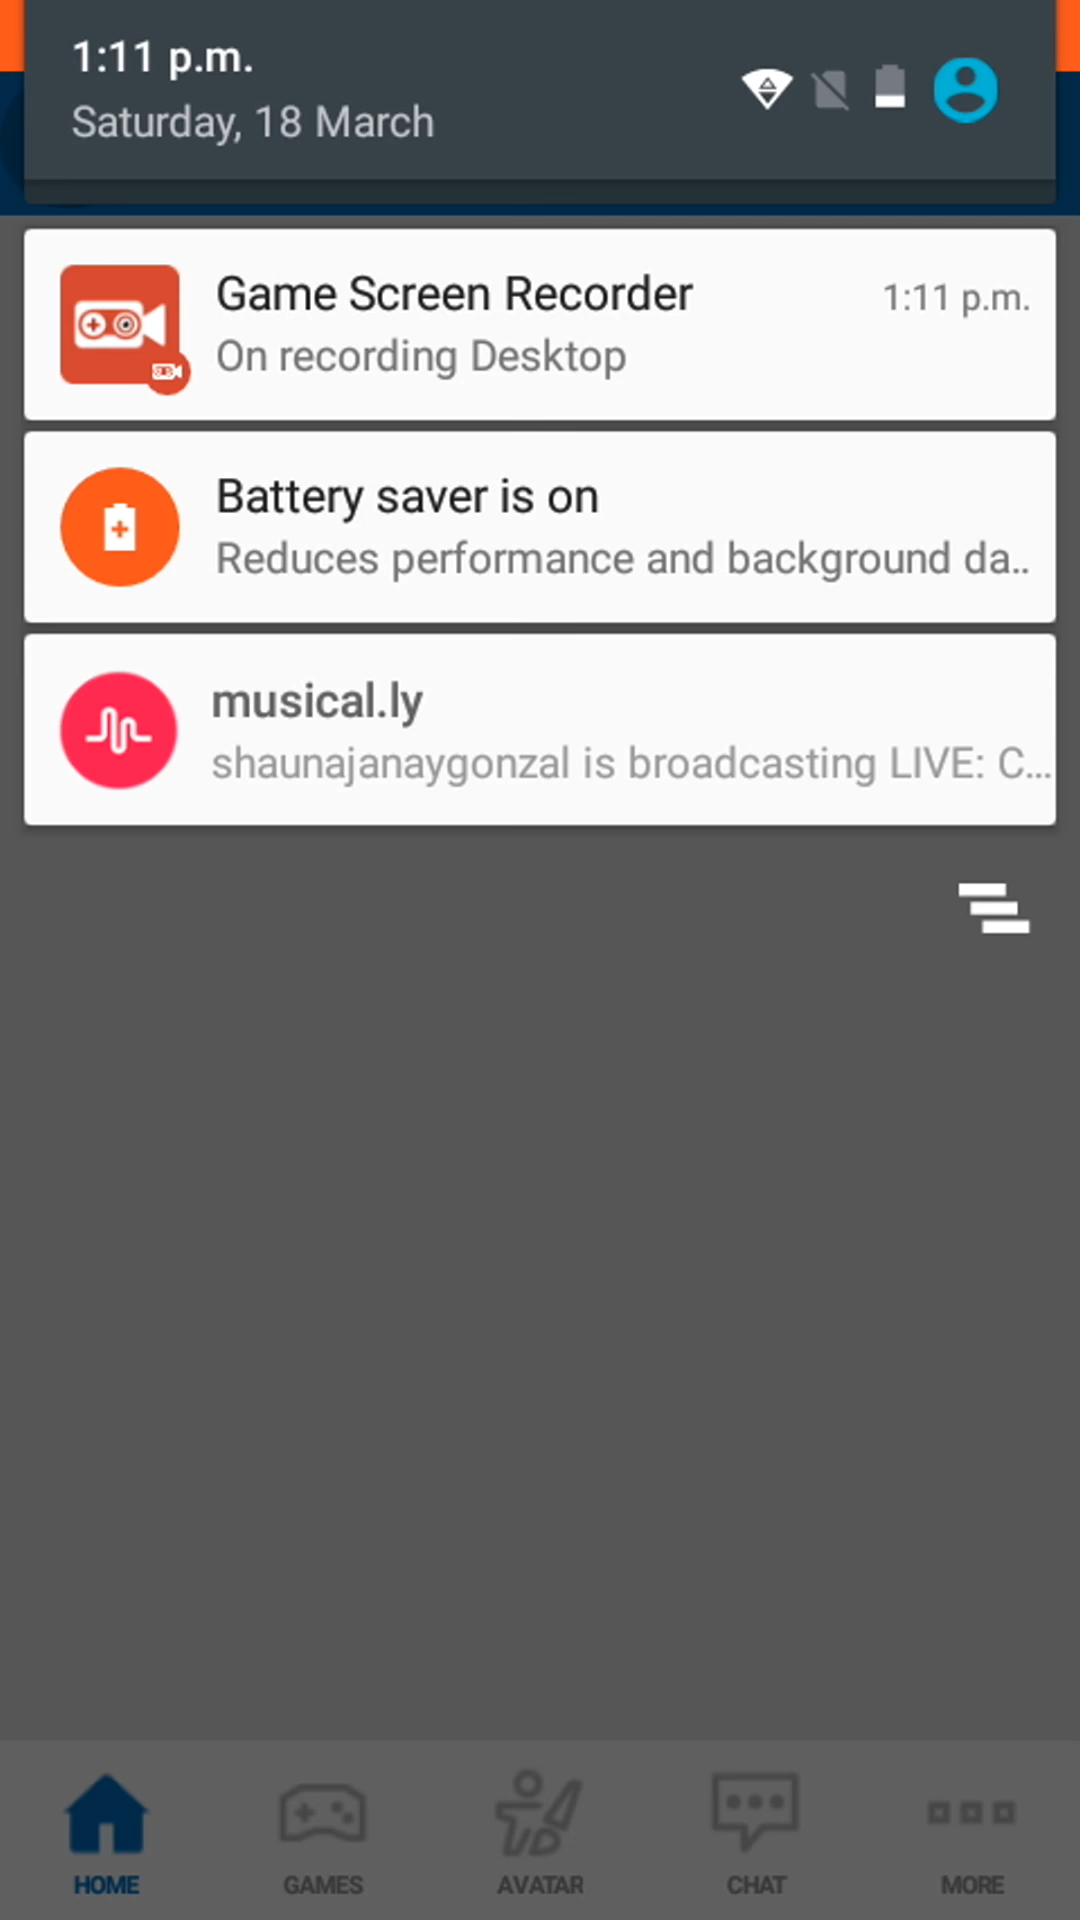 1:11 p.m.
Saturday, 18 March
Game Screen Recorder
1:11 p.m.
On recording Desktop
Battery saver is on
Reduces performance and background da..
musical.ly
shaunajanaygonzal is broadcasting LIVE: C...
HOME
GAMES
AVATAR
CHAT
MORE